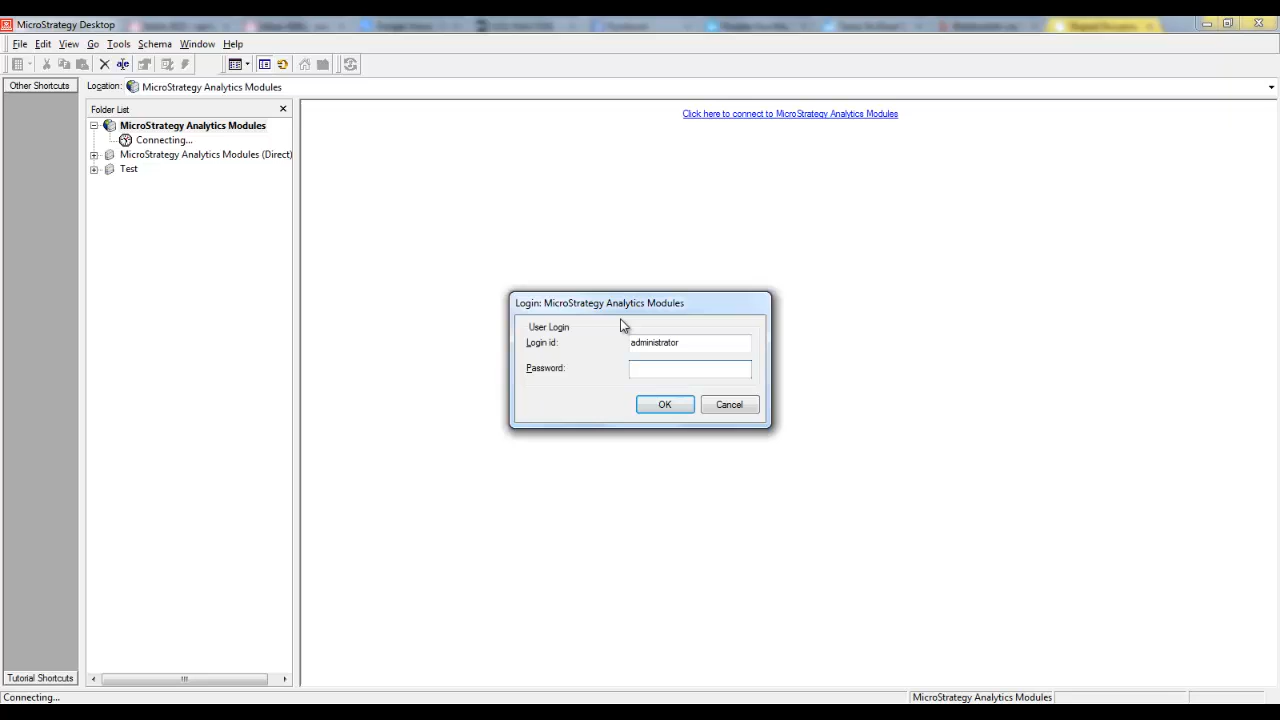 MicroStrategy Desktop
File Edit View Go Tools Schema Window Help
Other Shortcuts
Location: MicroStrategy Analytics Modules
Folder List
MicroStrategy Analytics Modules
Connecting...
MicroStrategy Analytics Modules (Direct)
Test
Click here to connect to MicroStrategy Analytics Modules
Login: MicroStrategy Analytics Modules
User Login
Login id: administrator
Password:
OK Cancel
Tutorial Shortcuts
Connecting... MicroStrategy Analytics Modules